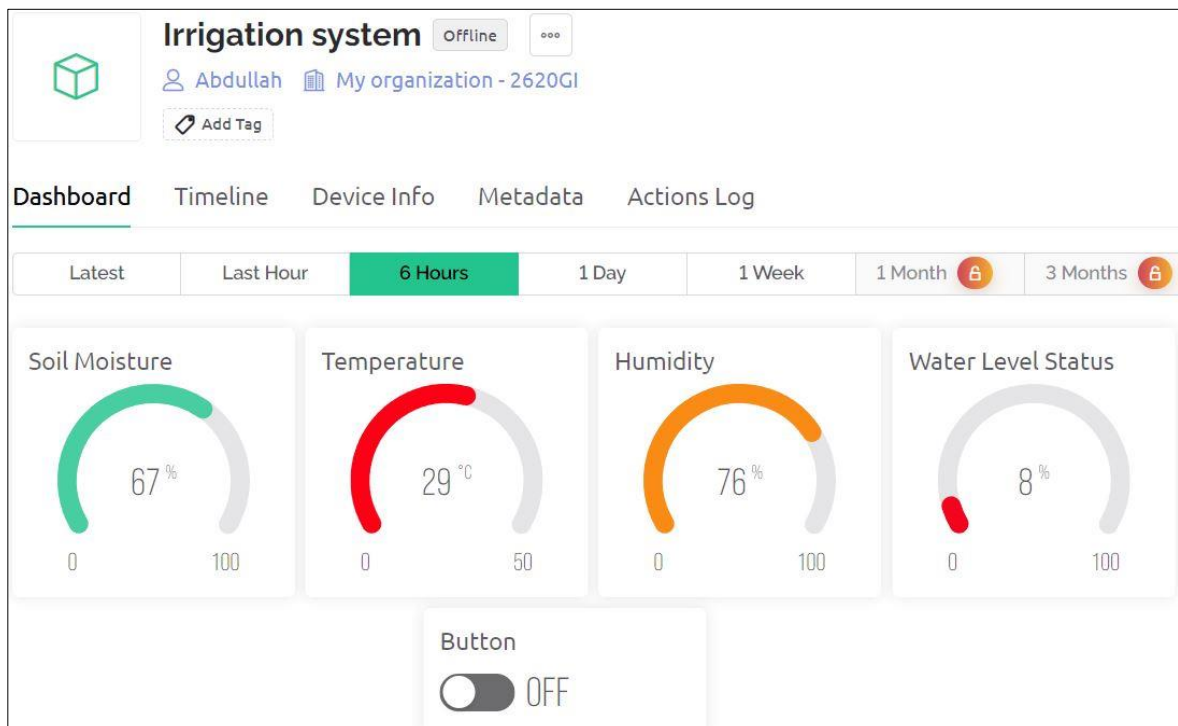 Irrigation system Offline
Abdullah My organization - 2620GI
Add Tag
Dashboard Timeline Device Info Metadata Actions Log
Latest Last Hour 6 Hours 1 Day 1 Week 1 Month 3 Months
Soil Moisture Temperature Humidity Water Level Status
67 % 29 °C 76 % 8 %
0 100 0 50 0 100 0 100
Button
OFF